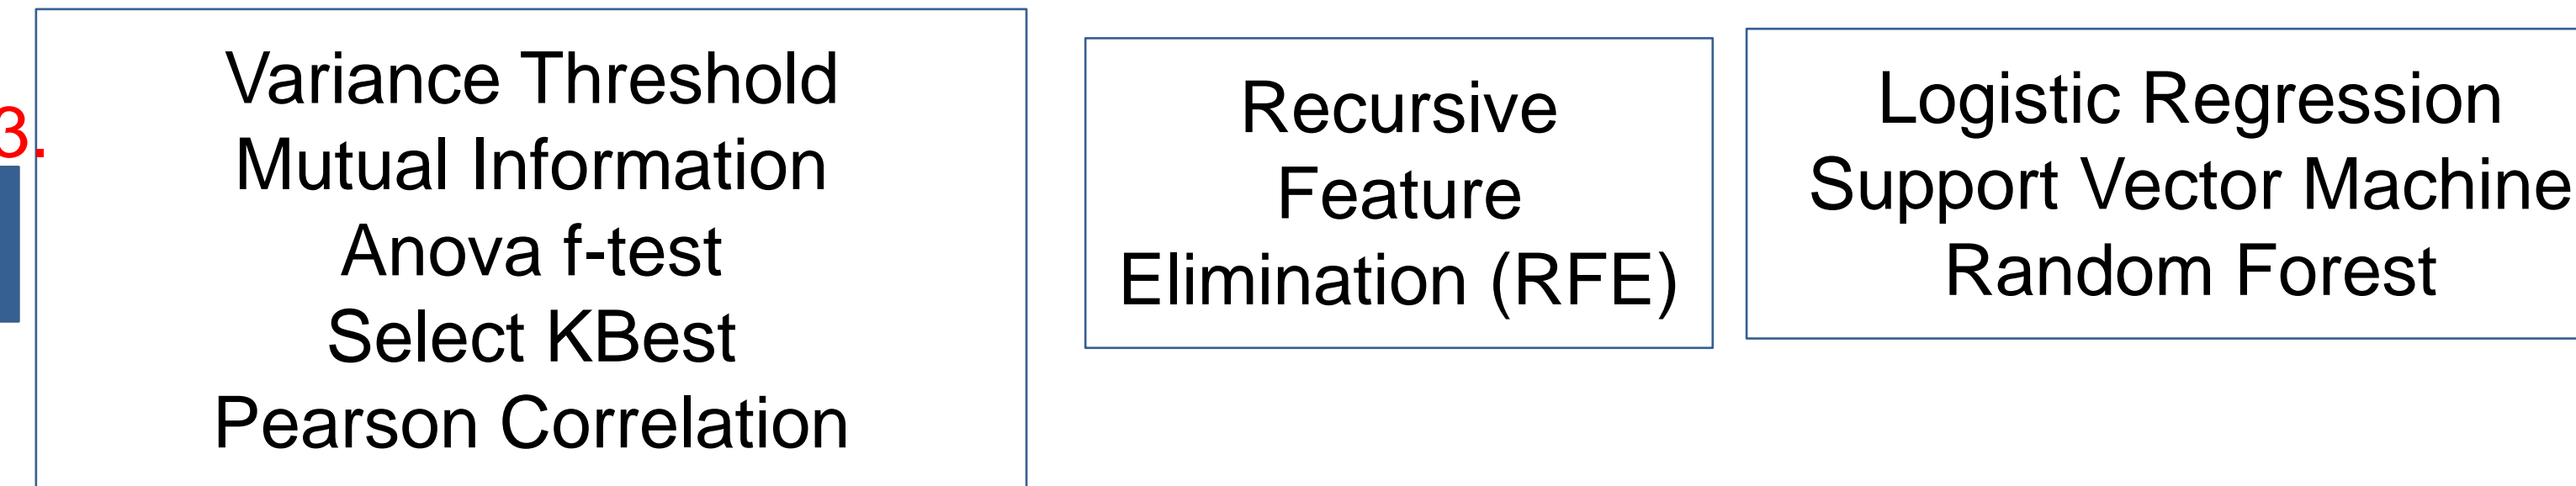 3.
Variance Threshold
Mutual Information
Anova f-test
Select KBest
Pearson Correlation
Recursive
Feature
Elimination (RFE)
Logistic Regression
Support Vector Machine
Random Forest